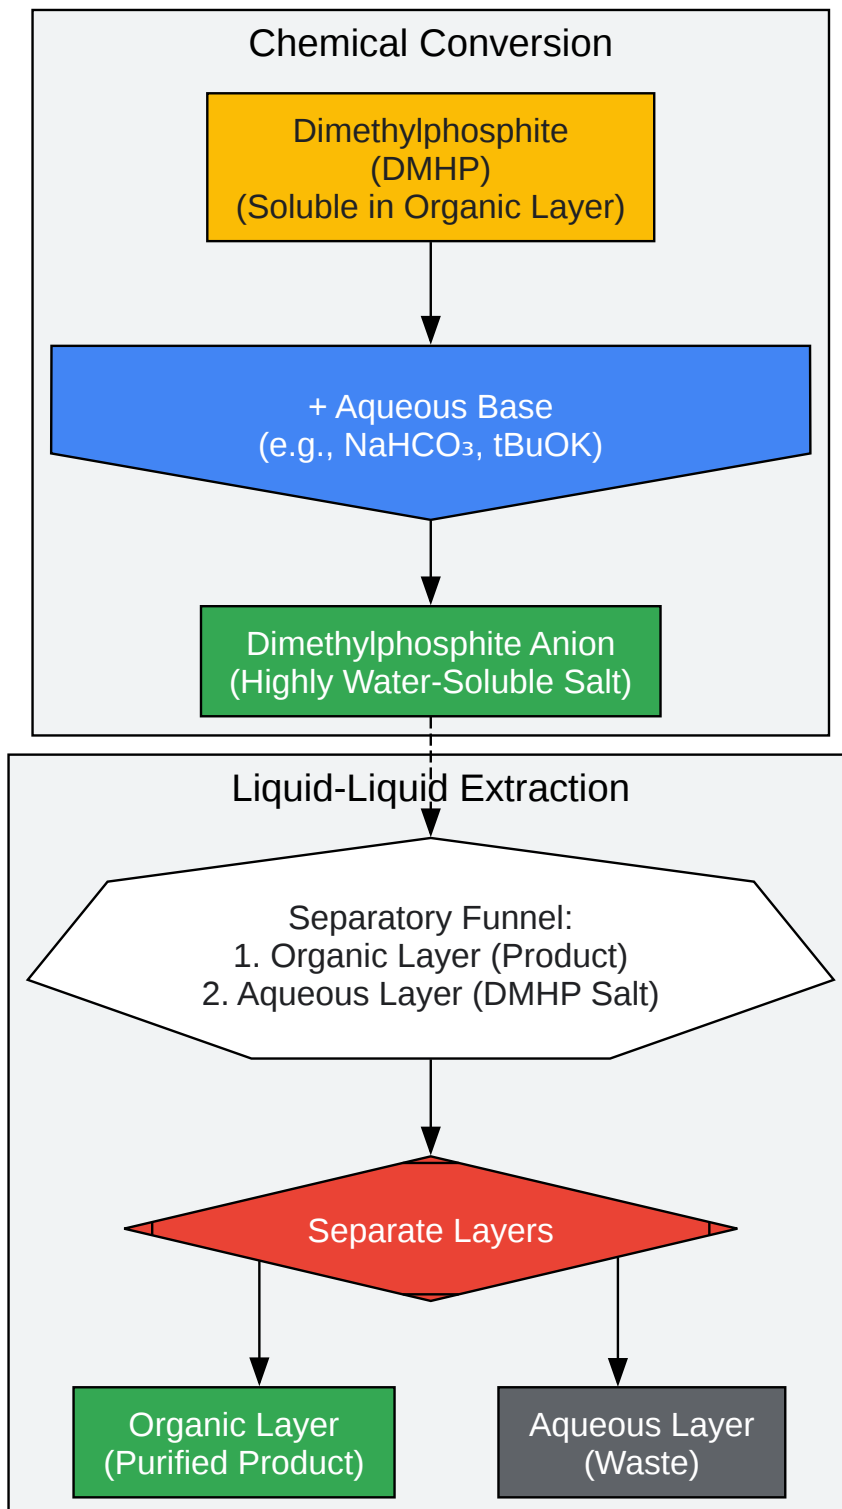 Chemical Conversion
Dimethylphosphite
(DMHP)
(Soluble in Organic Layer)
+ Aqueous Base
(e.g., NaHCO₃, tBuOK)
Dimethylphosphite Anion
(Highly Water-Soluble Salt)
Liquid-Liquid Extraction
Separatory Funnel:
1. Organic Layer (Product)
2. Aqueous Layer (DMHP Salt)
Separate Layers
Organic Layer
(Purified Product)
Aqueous Layer
(Waste)